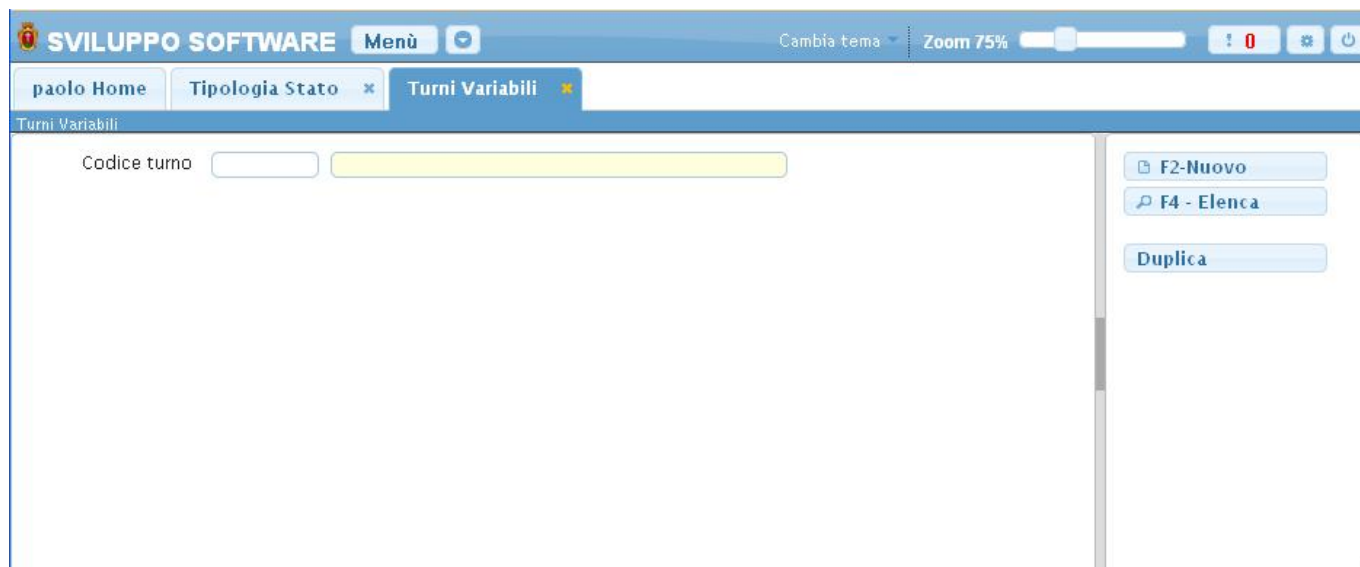 SVILUPPO SOFTWARE Menù Cambia tema Zoom 75% ! 0
paolo Home Tipologia Stato Turni Variabili
Turni Variabili
Codice turno
F2-Nuovo
F4 - Elenca
Duplica